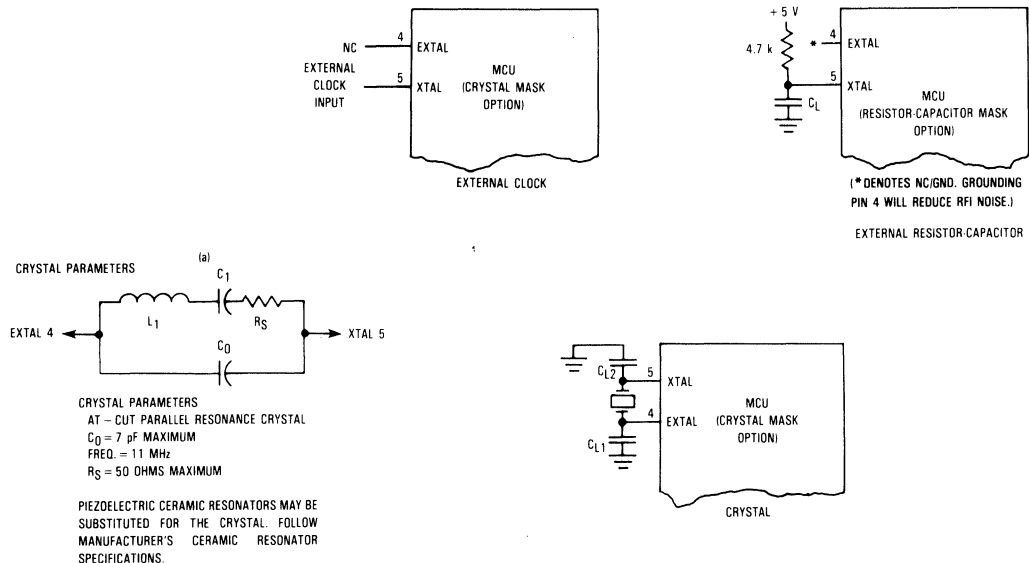 4
NC
EXTAL
EXTERNAL
CLOCK
INPUT
5
XTAL
MCU
(CRYSTAL MASK
OPTION)
EXTERNAL CLOCK
+ 5 V
4.7 k
*
4
EXTAL
5
XTAL
CL
MCU
(RESISTOR-CAPACITOR MASK
OPTION)
(* DENOTES NC/GND. GROUNDING
PIN 4 WILL REDUCE RFI NOISE.)
EXTERNAL RESISTOR-CAPACITOR
(a)
CRYSTAL PARAMETERS
C1
L1
RS
EXTAL 4
XTAL 5
C0
CRYSTAL PARAMETERS
AT – CUT PARALLEL RESONANCE CRYSTAL
C0 = 7 pF MAXIMUM
FREQ. = 11 MHz
RS = 50 OHMS MAXIMUM
PIEZOELECTRIC CERAMIC RESONATORS MAY BE
SUBSTITUTED FOR THE CRYSTAL. FOLLOW
MANUFACTURER'S CERAMIC RESONATOR
SPECIFICATIONS.
CL2
5
XTAL
4
EXTAL
CL1
MCU
(CRYSTAL MASK
OPTION)
CRYSTAL